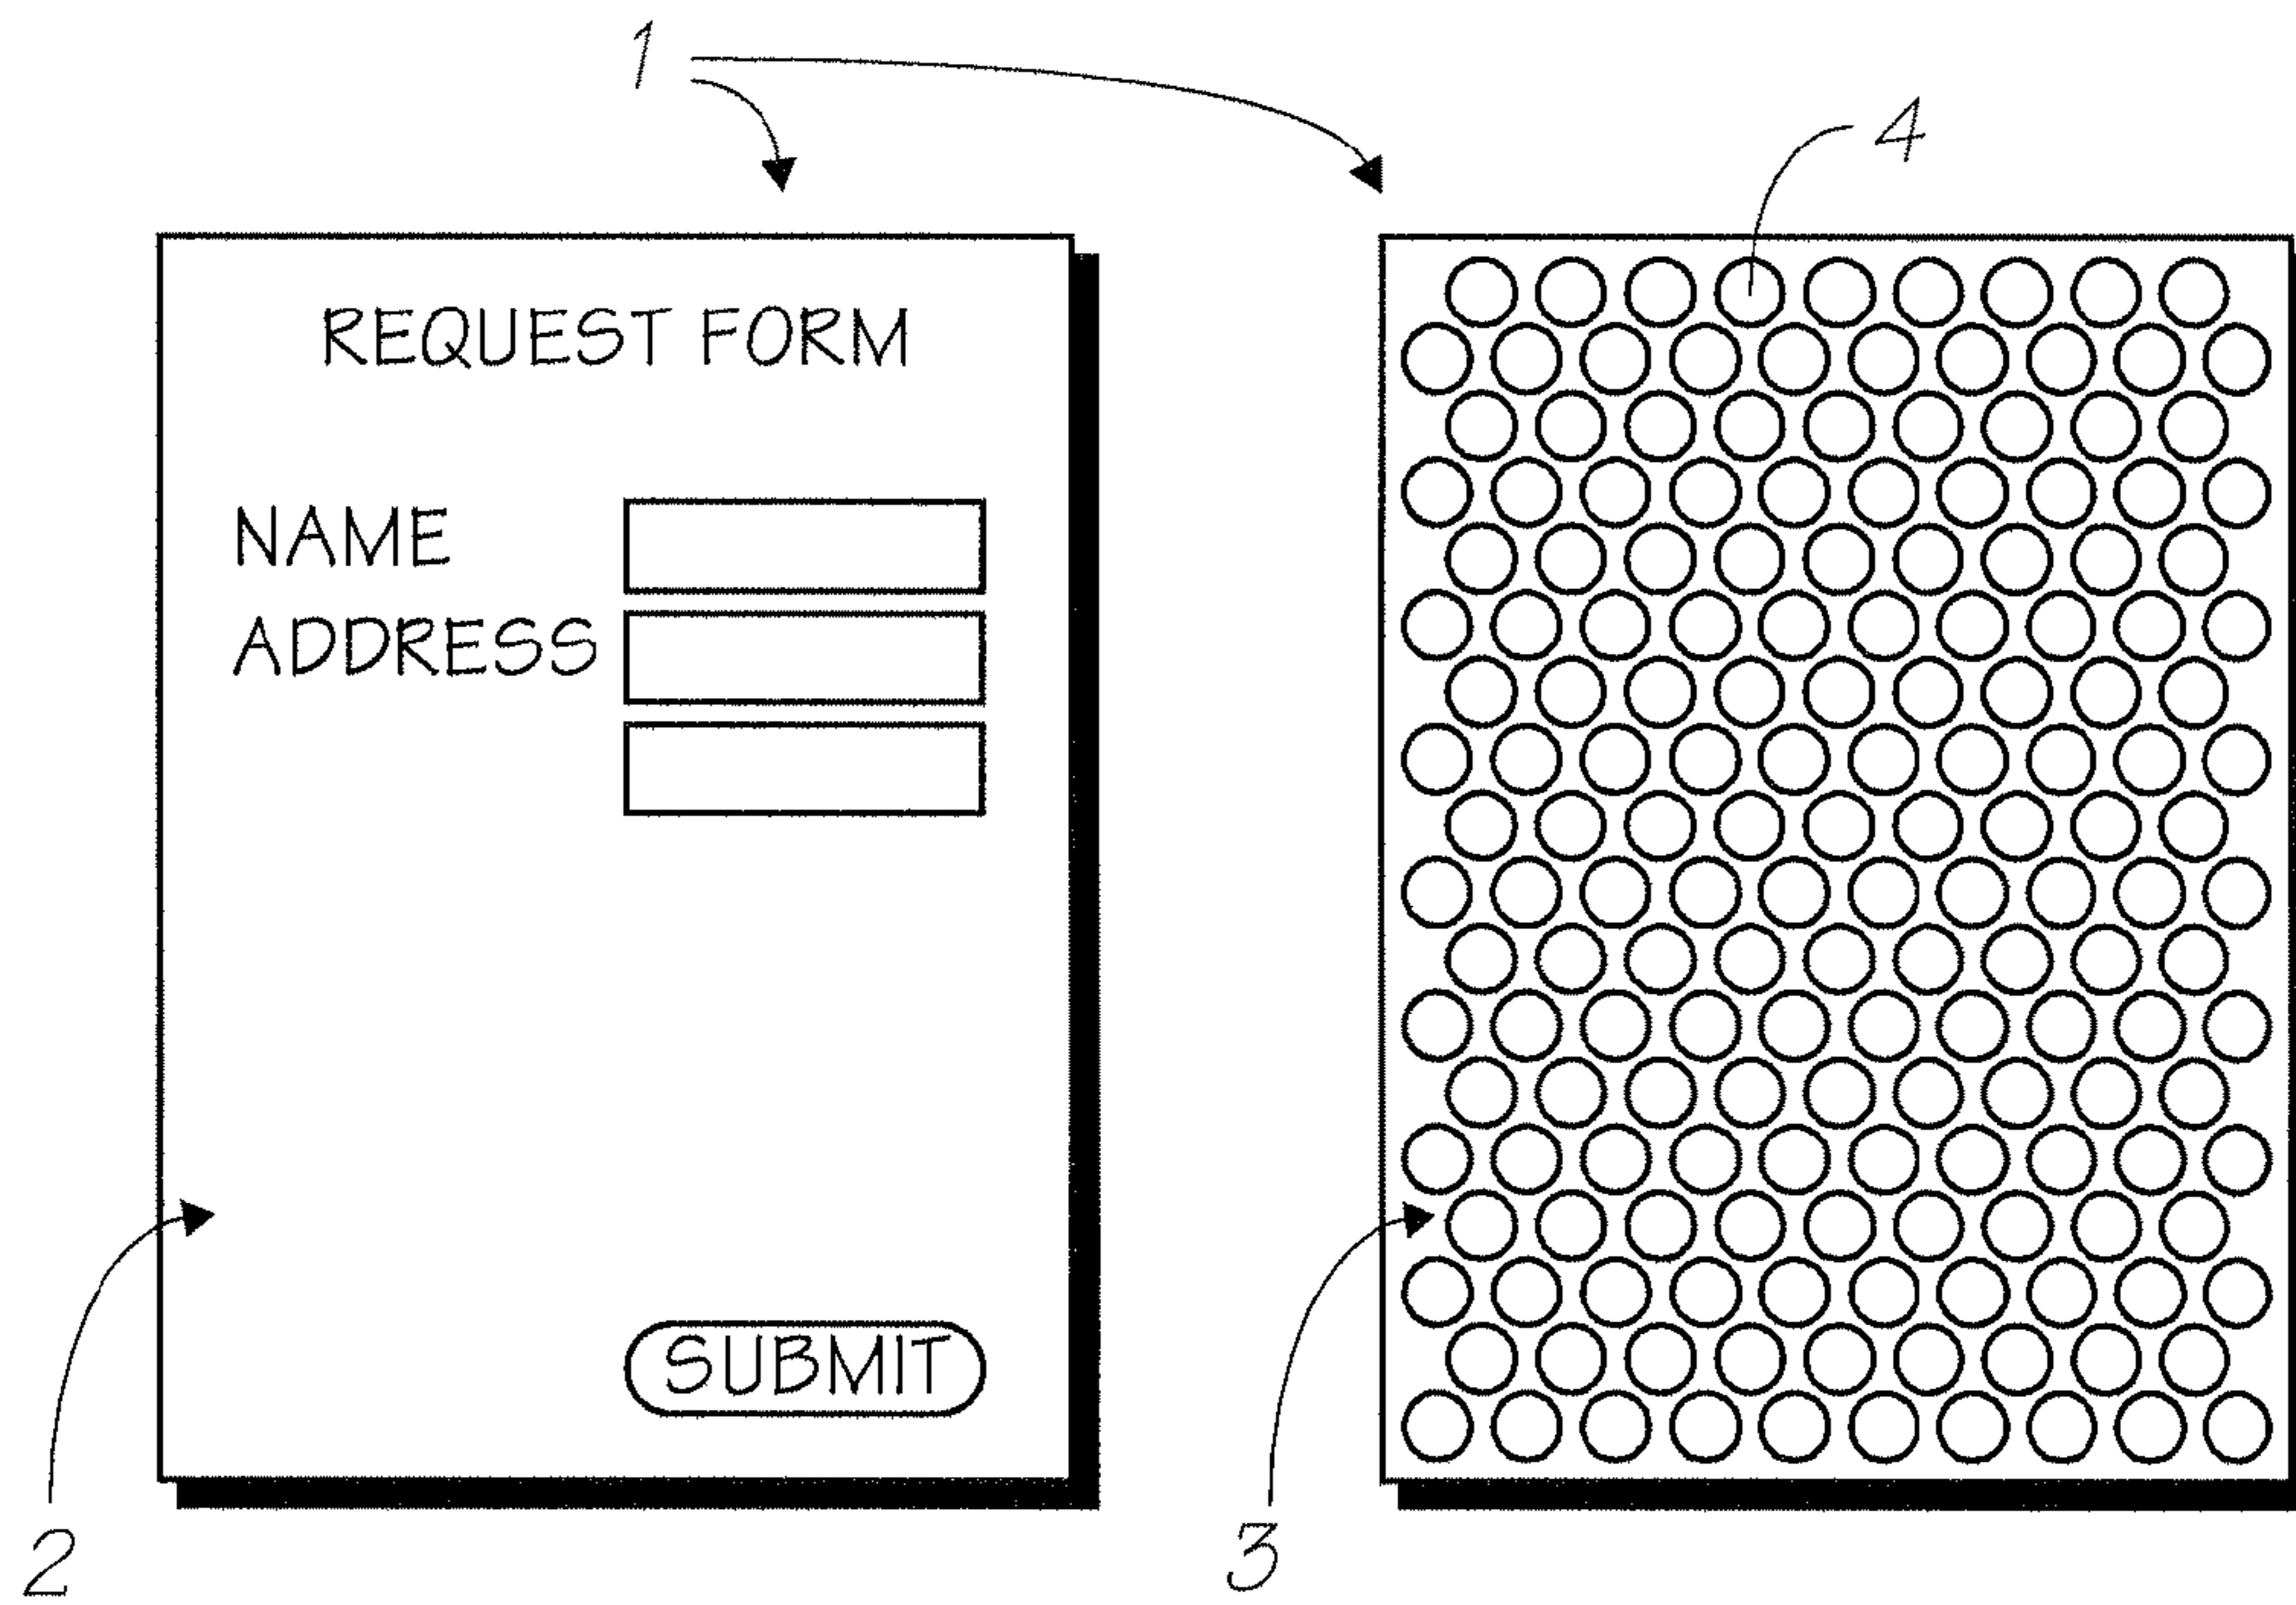 1
4
REQUEST FORM
NAME
ADDRESS
SUBMIT
2
3